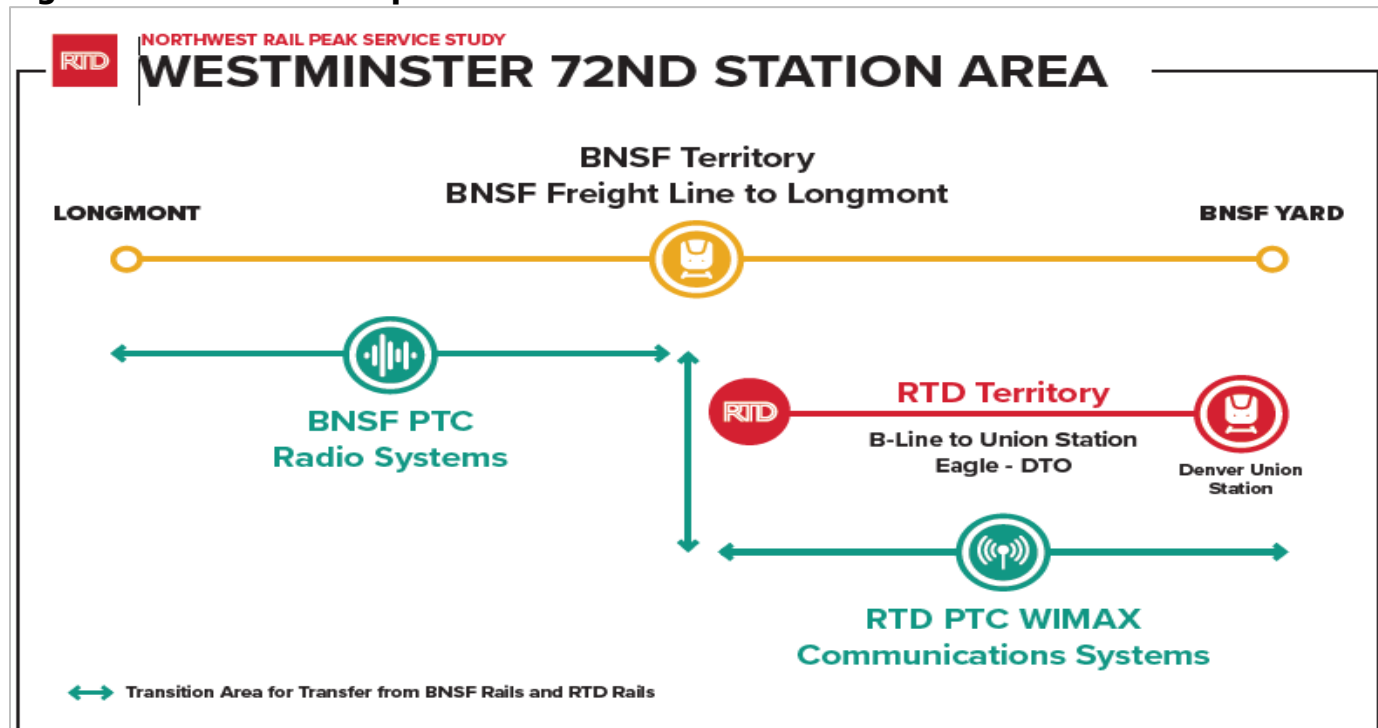 RTD
NORTHWEST RAIL PEAK SERVICE STUDY
WESTMINSTER 72ND STATION AREA
BNSF Territory
BNSF Freight Line to Longmont
LONGMONT
BNSF YARD
BNSF PTC
Radio Systems
RTD
RTD Territory
B-Line to Union Station
Eagle - DTO
Denver Union
Station
RTD PTC WIMAX
Communications Systems
Transition Area for Transfer from BNSF Rails and RTD Rails